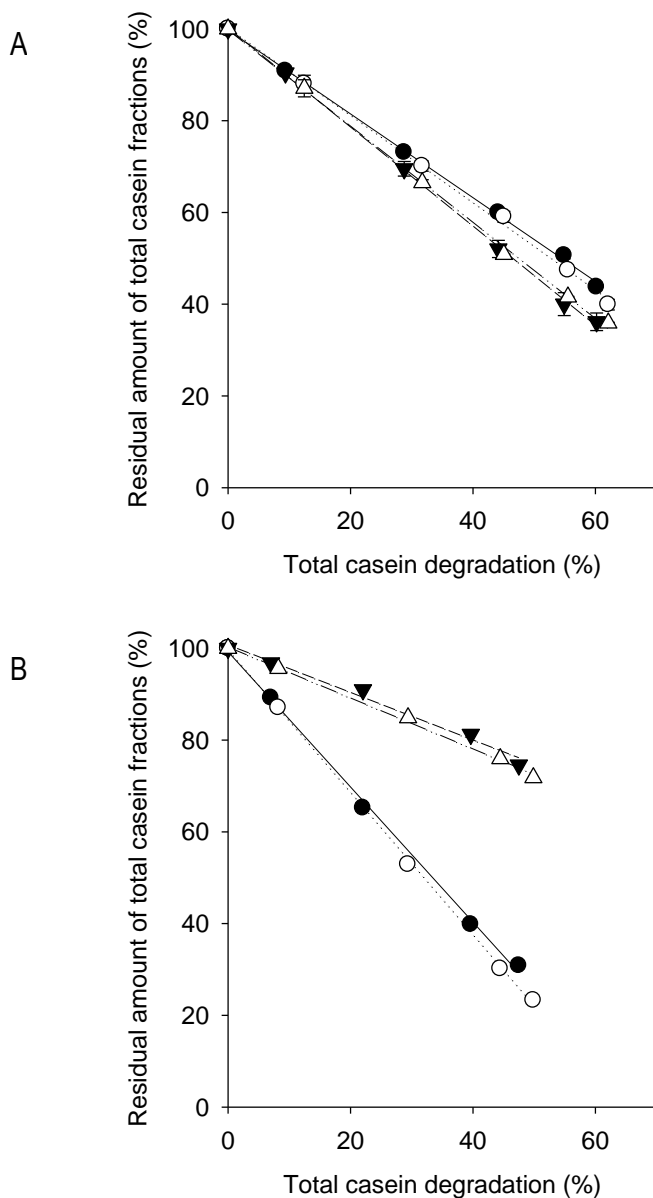 A
Residual amount of total casein fractions (%)
100
80
60
40
20
0
0 20 40 60
Total casein degradation (%)
B
Residual amount of total casein fractions (%)
100
80
60
40
20
0
0 20 40 60
Total casein degradation (%)